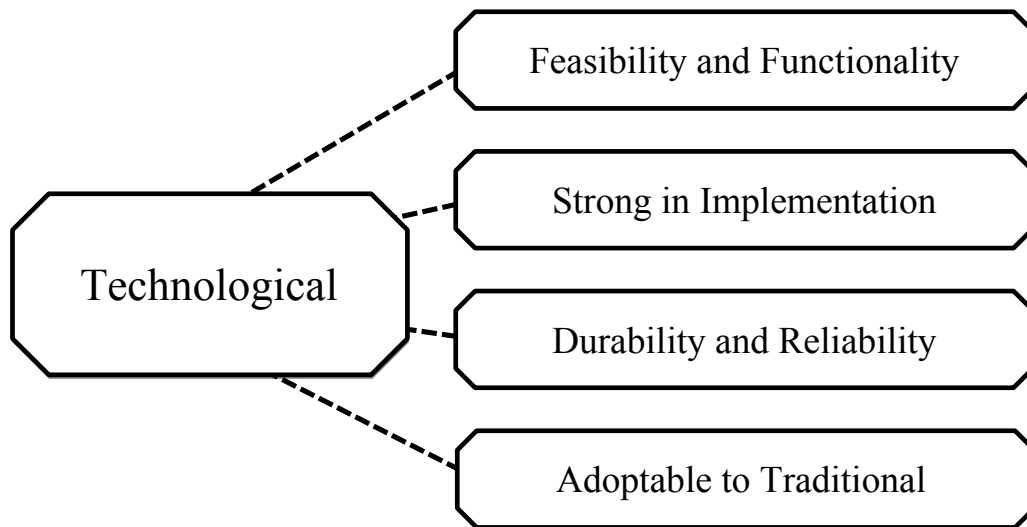 Feasibility and Functionality
Strong in Implementation
Technological
Durability and Reliability
Adoptable to Traditional